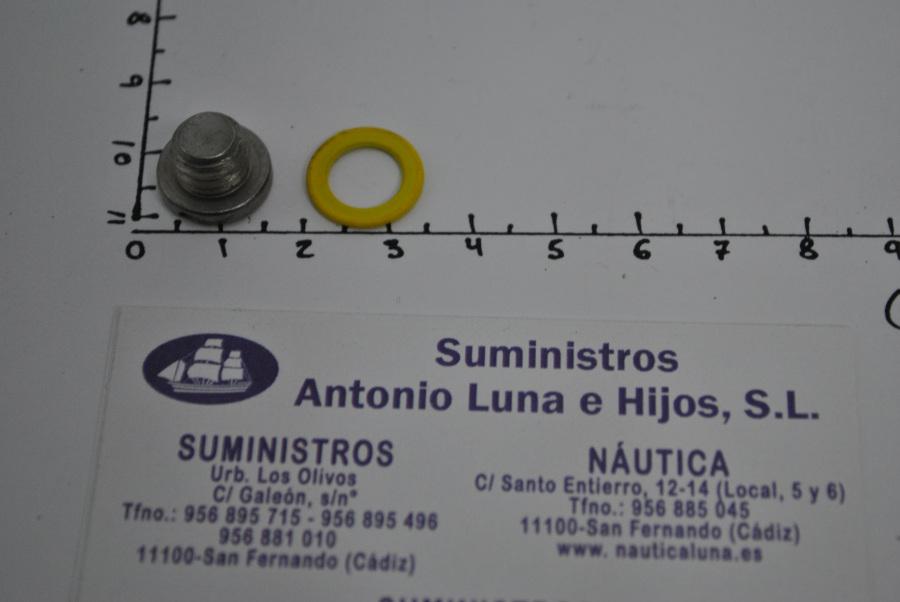 8
9
10
11
0 1 2 3 4 5 6 7 8 9
Suministros
Antonio Luna e Hijos, S.L.
SUMINISTROS
Urb. Los Olivos
C/ Galeón, s/nº
Tfno.: 956 895 715 - 956 895 496
956 881 010
11100-San Fernando (Cádiz)
NÁUTICA
C/ Santo Entierro, 12-14 (Local, 5 y 6)
Tfno.: 956 885 045
11100-San Fernando (Cádiz)
www. nauticaluna.es